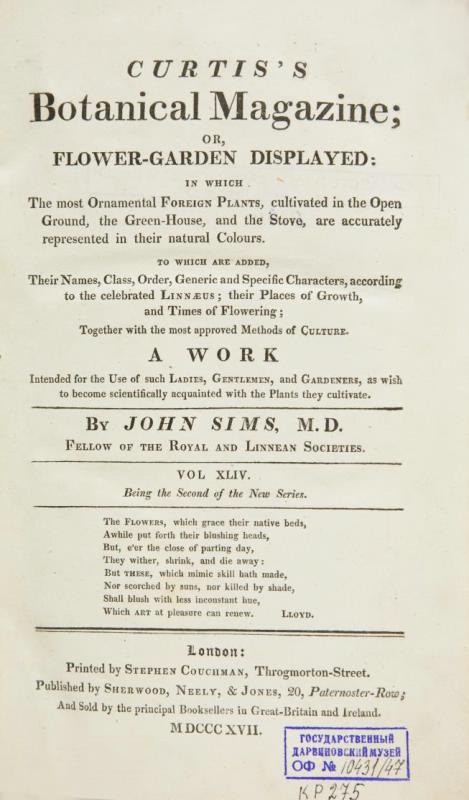 CURTIS'S
Botanical Magazine;
OR,
FLOWER-GARDEN DISPLAYED:
IN WHICH
The most Ornamental FOREIGN PLANTS, cultivated in the Open
Ground, the Green-House, and the Stove, are accurately
represented in their natural Colours.
TO WHICH ARE ADDED,
Their Names, Class, Order, Generic and Specific Characters, according
to the celebrated LINNÆUS; their Places of Growth,
and Times of Flowering;
Together with the most approved Methods of CULTURE.
A WORK
Intended for the Use of such LADIES, GENTLEMEN, and GARDENERS, as wish
to become scientifically acquainted with the Plants they cultivate.
BY JOHN SIMS, M.D.
FELLOW OF THE ROYAL AND LINNEAN SOCIETIES.
VOL XLIV.
Being the Second of the New Series.
The FLOWERS, which grace their native beds,
Awhile put forth their blushing heads,
But, e'er the close of parting day,
They wither, shrink, and die away:
But THESE, which mimic skill hath made,
Nor scorched by suns, nor killed by shade,
Shall blush with less inconstant hue,
Which ART at pleasure can renew. LLOYD.
London:
Printed by STEPHEN COUCHMAN, Throgmorton-Street.
Published by SHERWOOD, NEELY, & JONES, 20, Paternoster-Row;
And Sold by the principal Booksellers in Great-Britain and Ireland.
MDCCCXVII.
ГОСУДАРСТВЕННЫЙ
ДАРВИНОВСКИЙ МУЗЕЙ
ОФ № 10431/47
КР 275